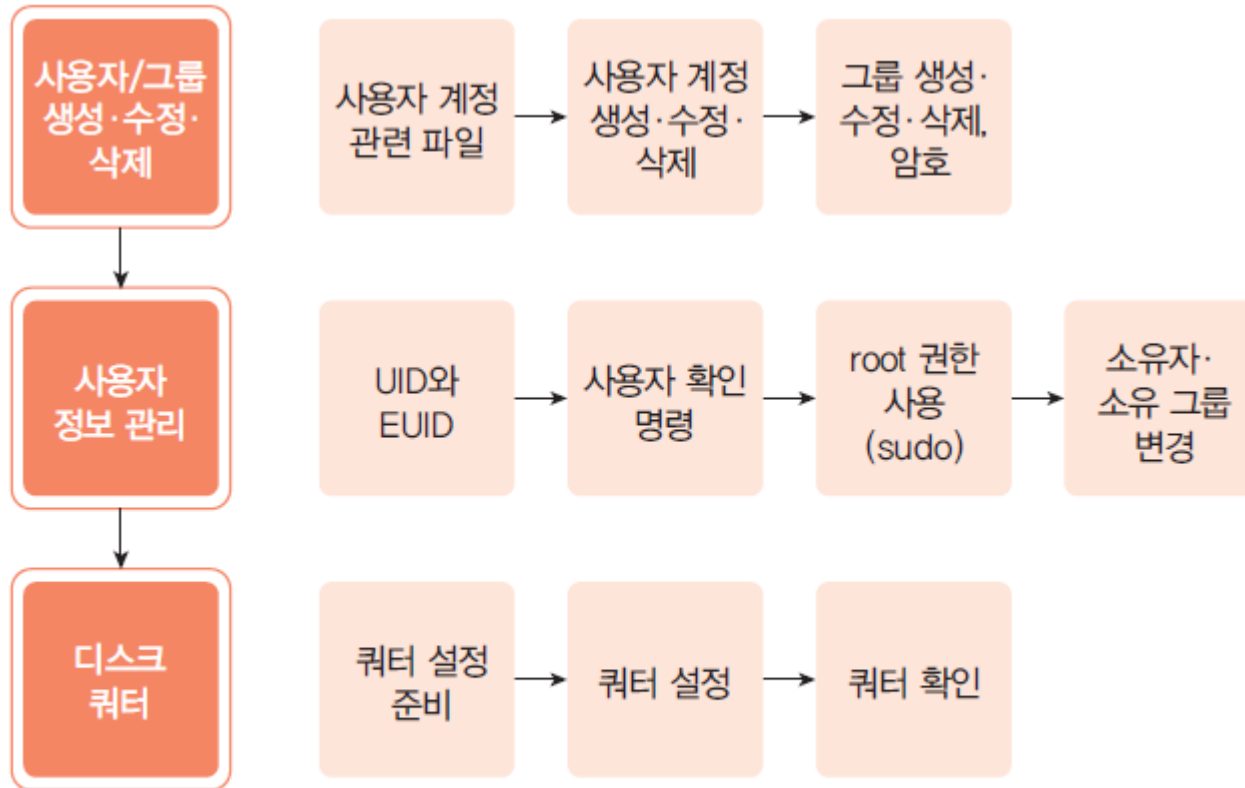 사용자/그룹
생성·수정·
삭제
사용자 계정
관련 파일
사용자 계정
생성·수정·
삭제
그룹 생성·
수정·삭제,
암호
사용자
정보 관리
UID와
EUID
사용자 확인
명령
root 권한
사용
(sudo)
소유자·
소유 그룹
변경
디스크
쿼터
쿼터 설정
준비
쿼터 설정
쿼터 확인